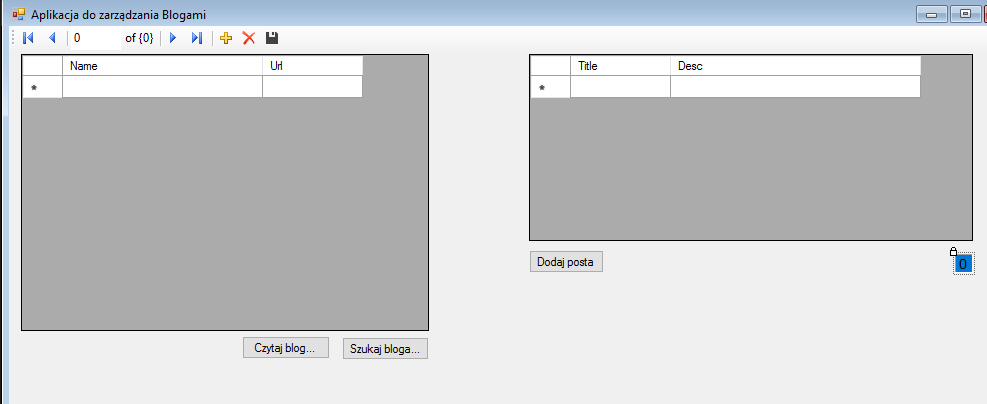 Aplikacja do zarządzania Blogami
0 of {0}
Name Url
*
Title Desc
*
Dodaj posta
0
Czytaj blog... Szukaj bloga...